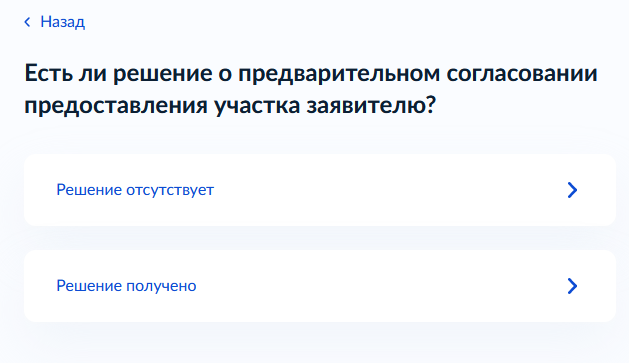 Назад
Есть ли решение о предварительном согласовании
предоставления участка заявителю?
Решение отсутствует
Решение получено